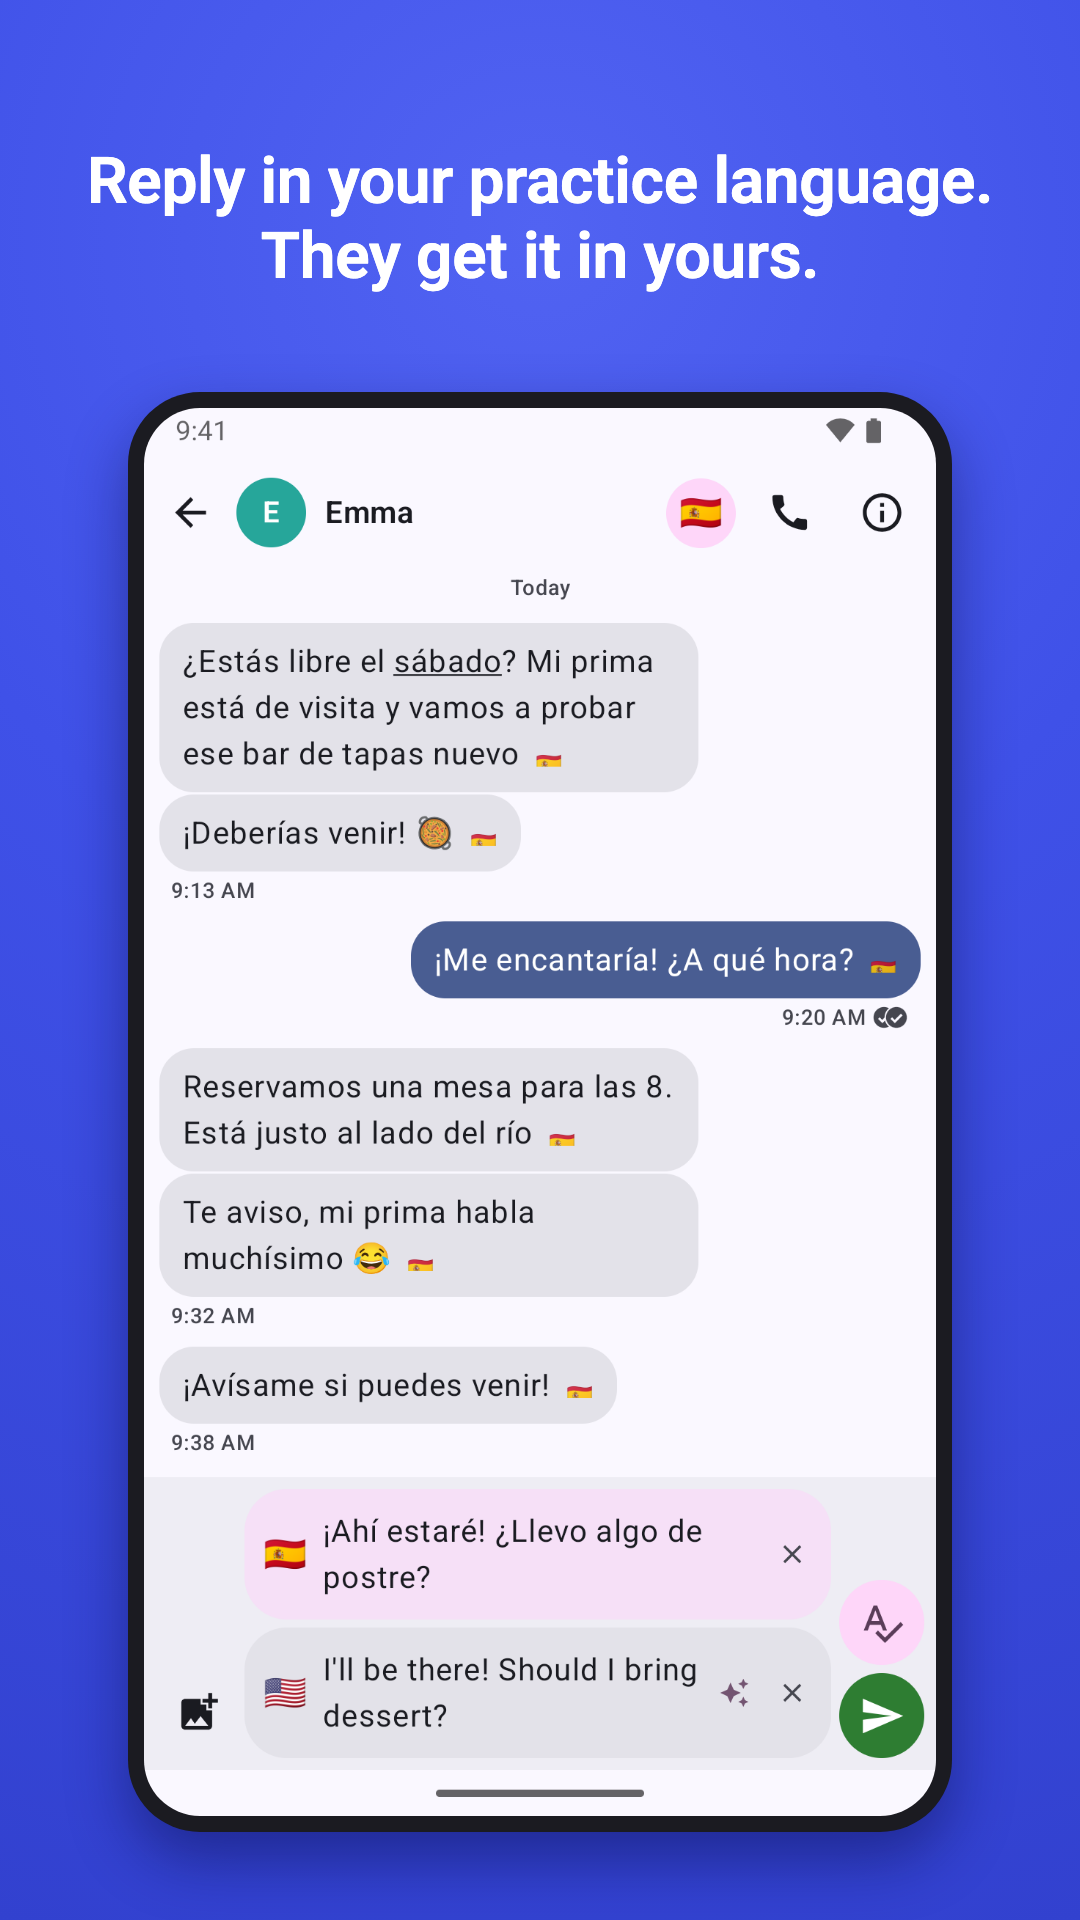 Reply in your practice language.
They get it in yours.
9:41
E
Emma
Today
¿Estás libre el sábado? Mi prima
está de visita y vamos a probar
ese bar de tapas nuevo
¡Deberías venir!
9:13 AM
¡Me encantaría! ¿A qué hora?
9:20 AM
Reservamos una mesa para las 8.
Está justo al lado del río
Te aviso, mi prima habla
muchísimo
9:32 AM
¡Avísame si puedes venir!
9:38 AM
¡Ahí estaré! ¿Llevo algo de
postre?
I'll be there! Should I bring
dessert?